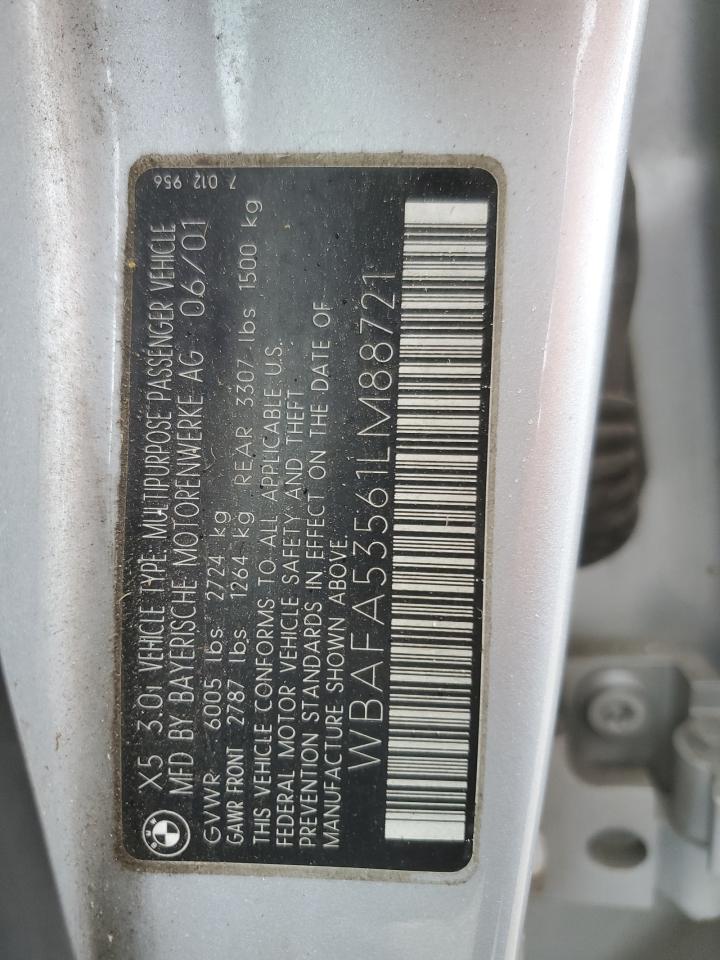 7 012 956
X5 3.0i VEHICLE TYPE: MULTIPURPOSE PASSENGER VEHICLE
MFD BY BAYERISCHE MOTORENWERKE AG 06/01
GVWR 6005 lbs 2724 kg
GAWR FRONT 2787 lbs 1264 kg REAR 3307 lbs 1500 kg
THIS VEHICLE CONFORMS TO ALL APPLICABLE U.S.
FEDERAL MOTOR VEHICLE SAFETY AND THEFT
PREVENTION STANDARDS IN EFFECT ON THE DATE OF
MANUFACTURE SHOWN ABOVE.
WBAFA53561LM88721
BMW